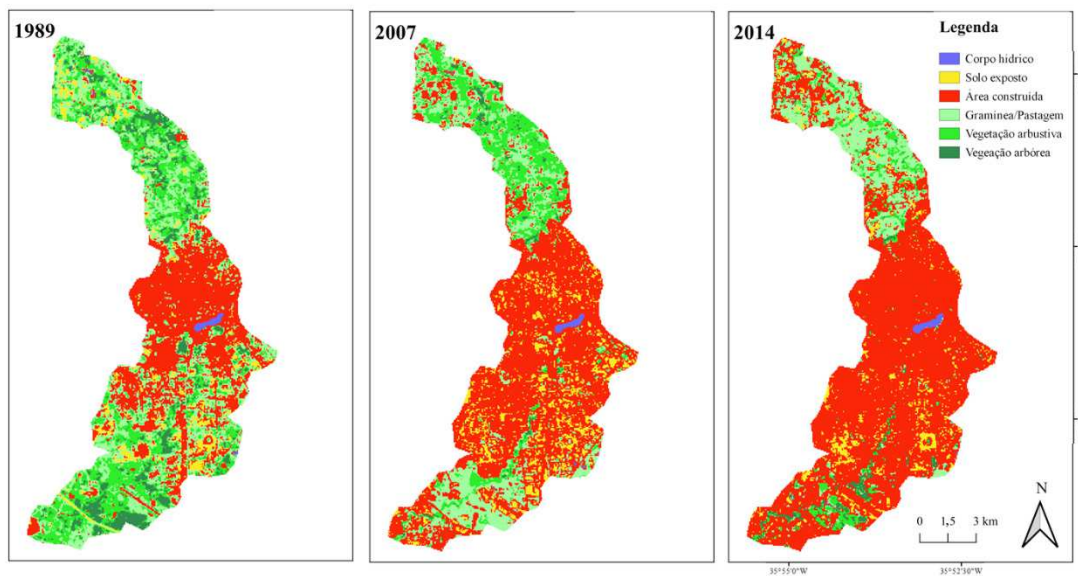 1989
2007
2014
Legenda
Corpo hídrico
Solo exposto
Área construida
Gramínea/Pastagem
Vegetação arbustiva
Vegeação arbórea
N
0 1,5 3 km
35°55'0"W 35°52'30"W